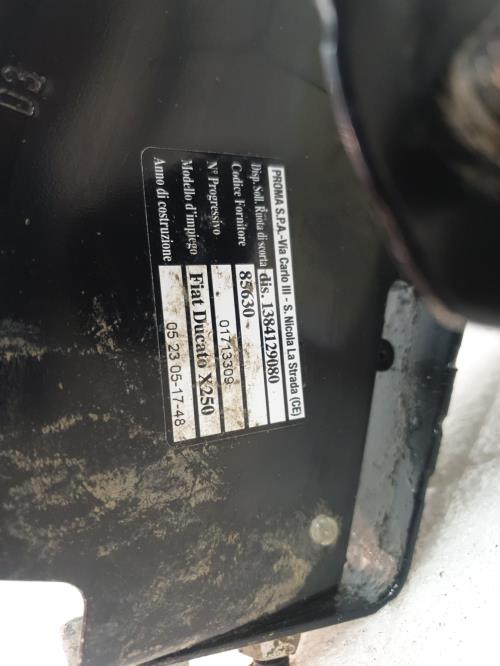 D3
PROMA S.P.A.-Via Carlo III - S. Nicola La Strada (CE)
Disp. Soll. Ruota di scorta dis. 1384129080
Codice Fornitore 85630
N° Progressivo 01713309
Modello d'impiego Fiat Ducato X250
Anno di costruzione 05 23 05-17-48